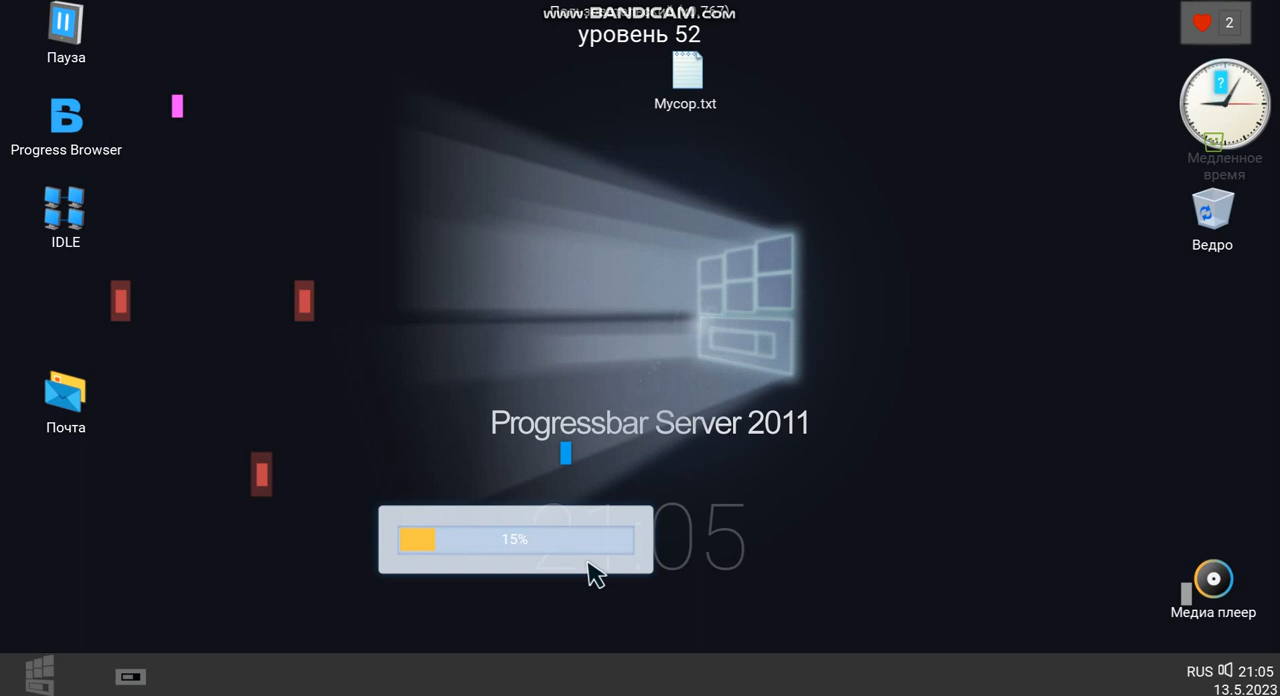 www.BANDICAM.com
уровень 52
Пауза
2
Мусор.txt
Progress Browser
?
Медленное
время
IDLE
Ведро
Почта
Progressbar Server 2011
21:05
15%
Медиа плеер
RUS 21:05
13.5.2023